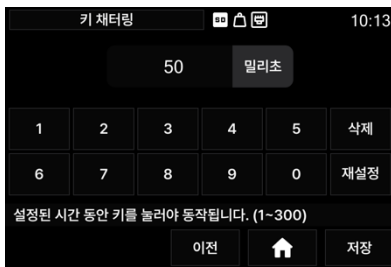 키 채터링 SD 10:13
50 밀리초
1 2 3 4 5 삭제
6 7 8 9 0 재설정
설정된 시간 동안 키를 눌러야 동작됩니다. (1~300)
이전 저장